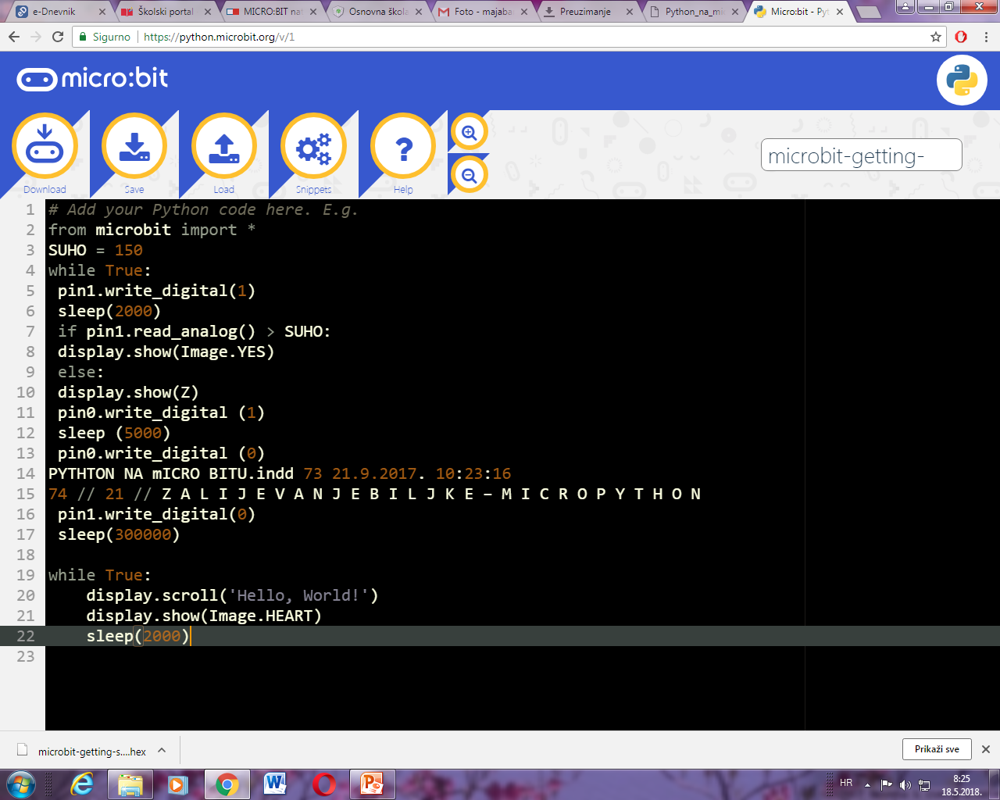 e-Dnevnik
Školski portal
MICRO:BIT na
Osnovna škola
Foto - majaba
Preuzimanje
Python_na_mi
Micro:bit - Pyt
Sigurno
https://python.microbit.org/v/1
micro:bit
Download
Save
Load
Snippets
Help
microbit-getting-
1 # Add your Python code here. E.g.
2 from microbit import *
3 SUHO = 150
4 while True:
5 pin1.write_digital(1)
6 sleep(2000)
7 if pin1.read_analog() > SUHO:
8 display.show(Image.YES)
9 else:
10 display.show(Z)
11 pin0.write_digital (1)
12 sleep (5000)
13 pin0.write_digital (0)
14 PYTHTON NA mICRO BITU.indd 73 21.9.2017. 10:23:16
15 74 // 21 // Z A L I J E V A N J E B I L J K E – M I C R O P Y T H O N
16 pin1.write_digital(0)
17 sleep(300000)
18
19 while True:
20 display.scroll('Hello, World!')
21 display.show(Image.HEART)
22 sleep(2000)
23
microbit-getting-s....hex
Prikaži sve
HR
8:25
18.5.2018.